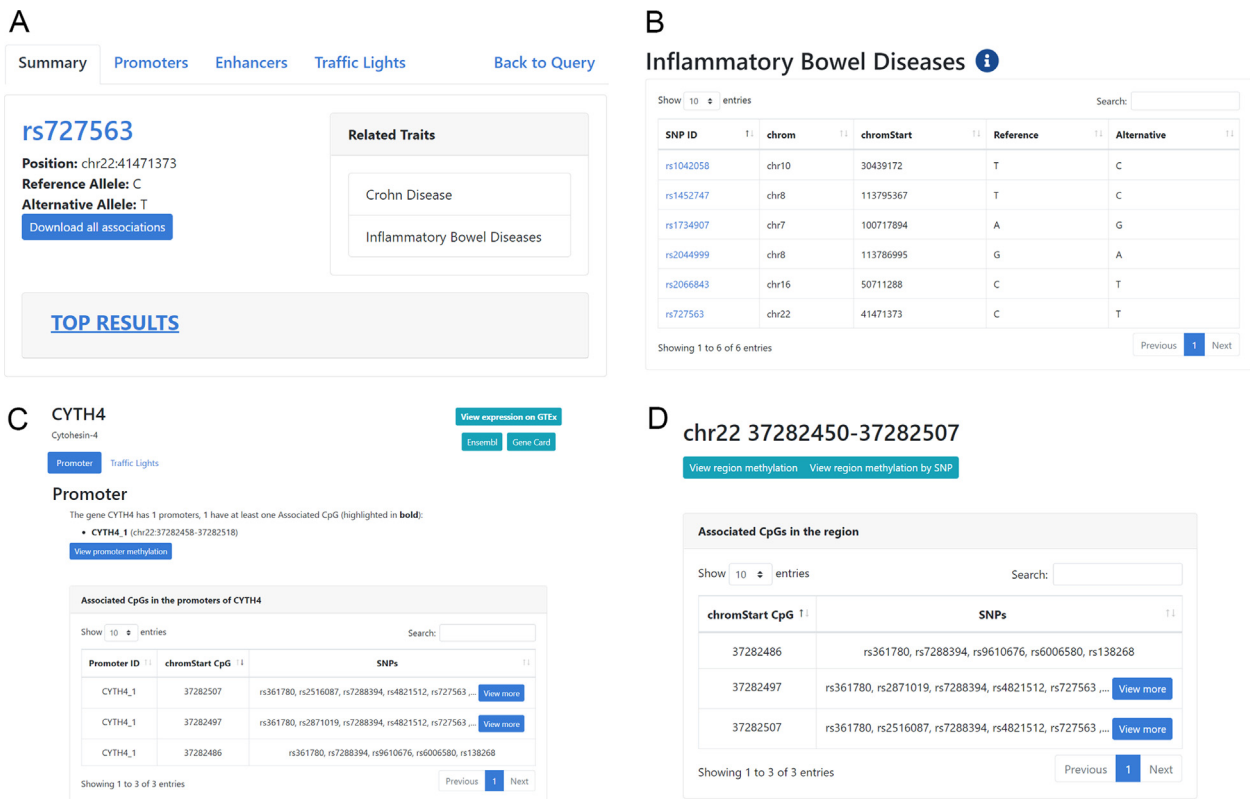 A
Summary Promoters Enhancers Traffic Lights Back to Query
rs727563
Position: chr22:41471373
Reference Allele: C
Alternative Allele: T
Download all associations
Related Traits
Crohn Disease
Inflammatory Bowel Diseases
TOP RESULTS
B
Inflammatory Bowel Diseases i
Show 10 entries Search:
SNP ID chrom chromStart Reference Alternative
rs1042058 chr10 30439172 T C
rs1452747 chr8 113795367 T C
rs1734907 chr7 100717894 A G
rs2044999 chr8 113786995 G A
rs2066843 chr16 50711288 C T
rs727563 chr22 41471373 C T
Showing 1 to 6 of 6 entries Previous 1 Next
C
CYTH4 View expression on GTEx
Cytohesin-4 Ensembl Gene Card
Promoter Traffic Lights
Promoter
The gene CYTH4 has 1 promoters, 1 have at least one Associated CpG (highlighted in bold):
• CYTH4_1 (chr22:37282458-37282518)
View promoter methylation
Associated CpGs in the promoters of CYTH4
Show 10 entries Search:
Promoter ID chromStart CpG SNPs
CYTH4_1 37282507 rs361780, rs2516087, rs7288394, rs4821512, rs727563 ,... View more
CYTH4_1 37282497 rs361780, rs2871019, rs7288394, rs4821512, rs727563 ,... View more
CYTH4_1 37282486 rs361780, rs7288394, rs9610676, rs6006580, rs138268
Showing 1 to 3 of 3 entries Previous 1 Next
D
chr22 37282450-37282507
View region methylation View region methylation by SNP
Associated CpGs in the region
Show 10 entries Search:
chromStart CpG SNPs
37282486 rs361780, rs7288394, rs9610676, rs6006580, rs138268
37282497 rs361780, rs2871019, rs7288394, rs4821512, rs727563 ,... View more
37282507 rs361780, rs2516087, rs7288394, rs4821512, rs727563 ,... View more
Showing 1 to 3 of 3 entries Previous 1 Next